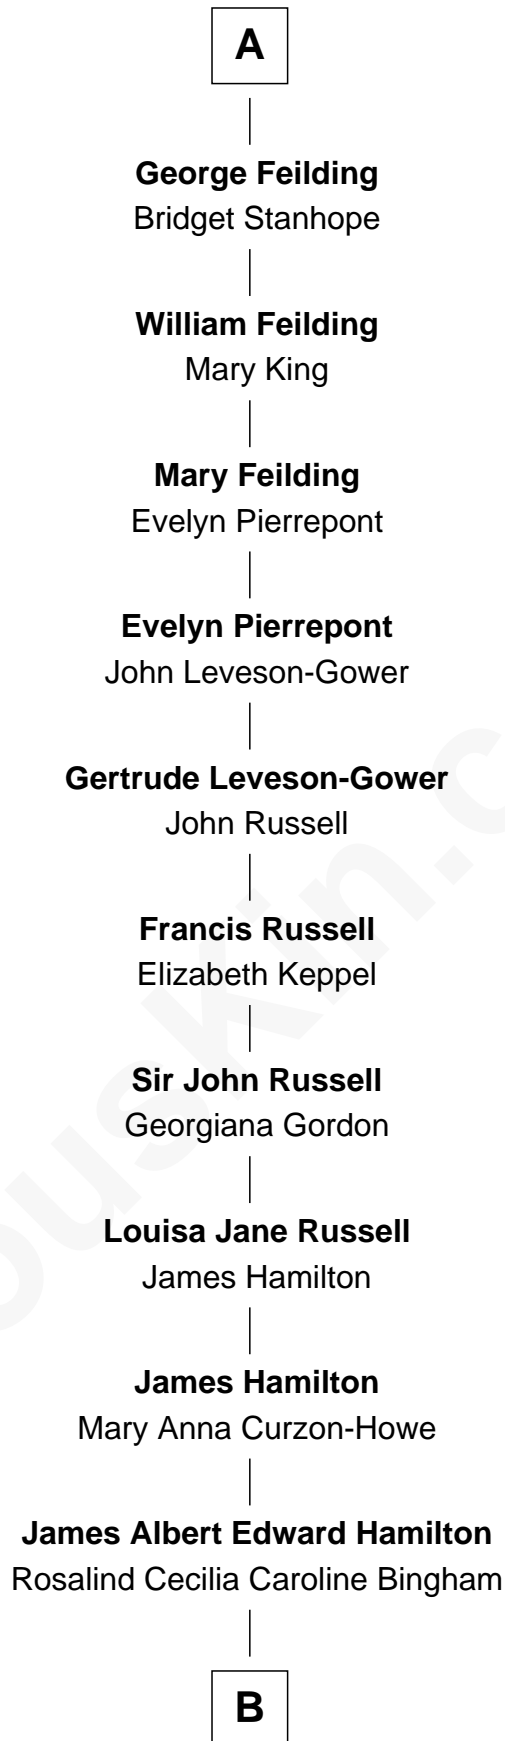 A
George Feilding
Bridget Stanhope
William Feilding
Mary King
Mary Feilding
Evelyn Pierrepont
Evelyn Pierrepont
John Leveson-Gower
Gertrude Leveson-Gower
John Russell
Francis Russell
Elizabeth Keppel
Sir John Russell
Georgiana Gordon
Louisa Jane Russell
James Hamilton
James Hamilton
Mary Anna Curzon-Howe
James Albert Edward Hamilton
Rosalind Cecilia Caroline Bingham
B